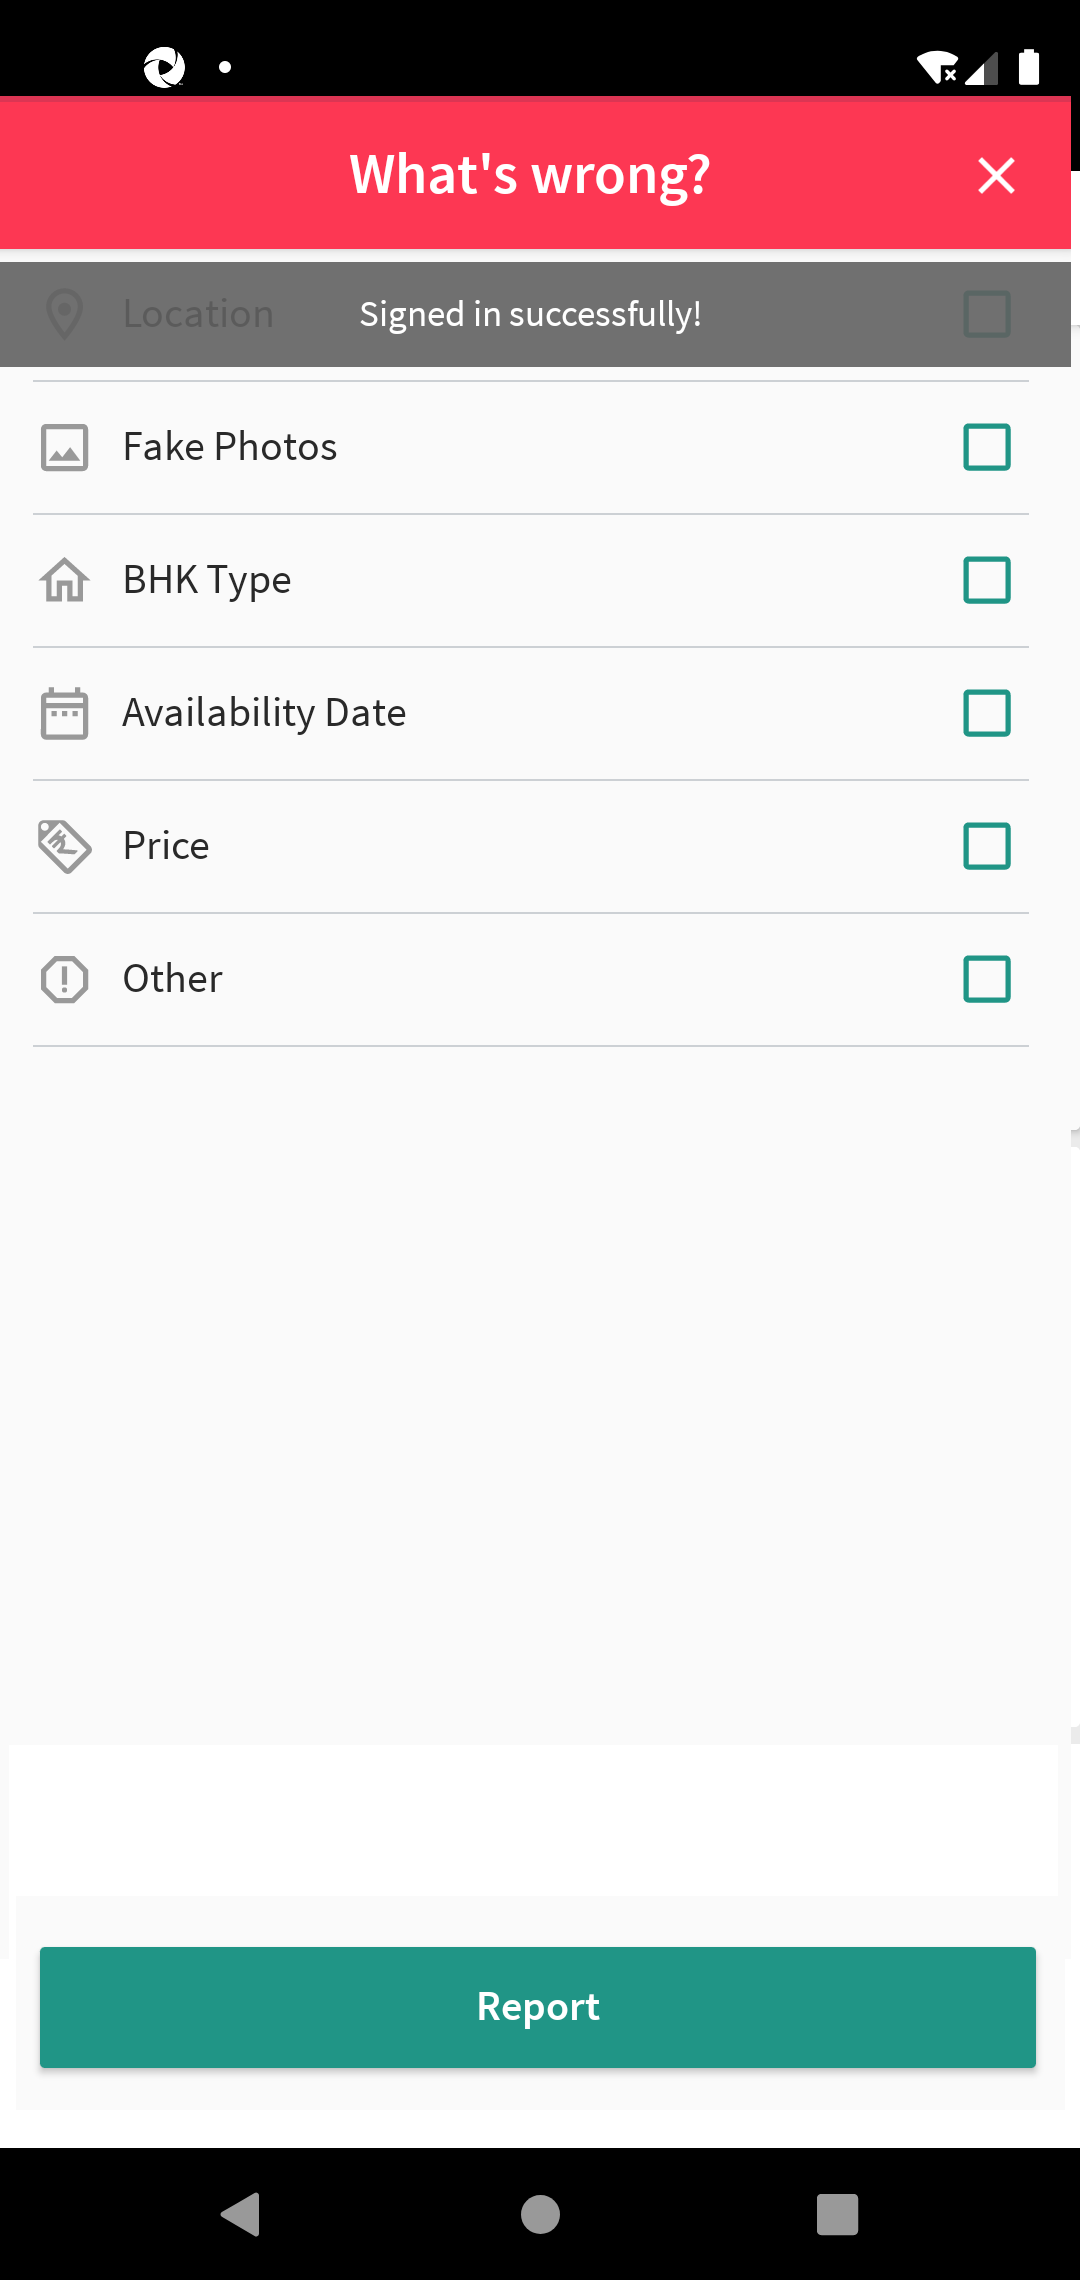 What's wrong?
Location
Signed in successfully!
Fake Photos
BHK Type
Availability Date
Price
Other
Report